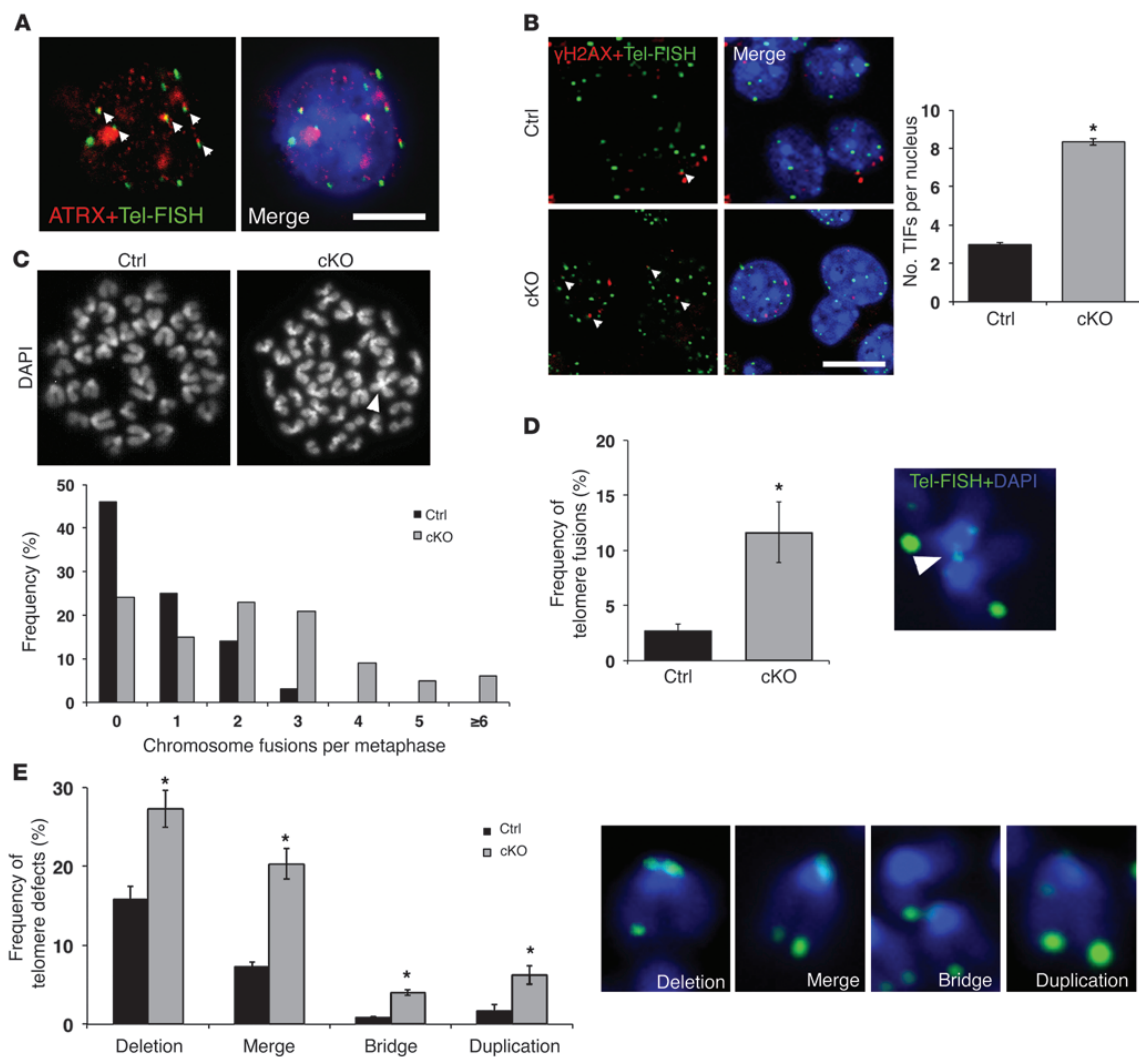 A
ATRX+Tel-FISH
Merge
B
γH2AX+Tel-FISH
Merge
Ctrl
cKO
No. TIFs per nucleus
10
8
6
4
2
0
*
Ctrl
cKO
C
Ctrl
cKO
DAPI
Frequency (%)
50
40
30
20
10
0
Ctrl
cKO
0 1 2 3 4 5 ≥6
Chromosome fusions per metaphase
D
Frequency of
telomere fusions (%)
20
15
10
5
0
*
Ctrl
cKO
Tel-FISH+DAPI
E
Frequency of
telomere defects (%)
30
20
10
0
* * * *
Ctrl
cKO
Deletion Merge Bridge Duplication
Deletion
Merge
Bridge
Duplication